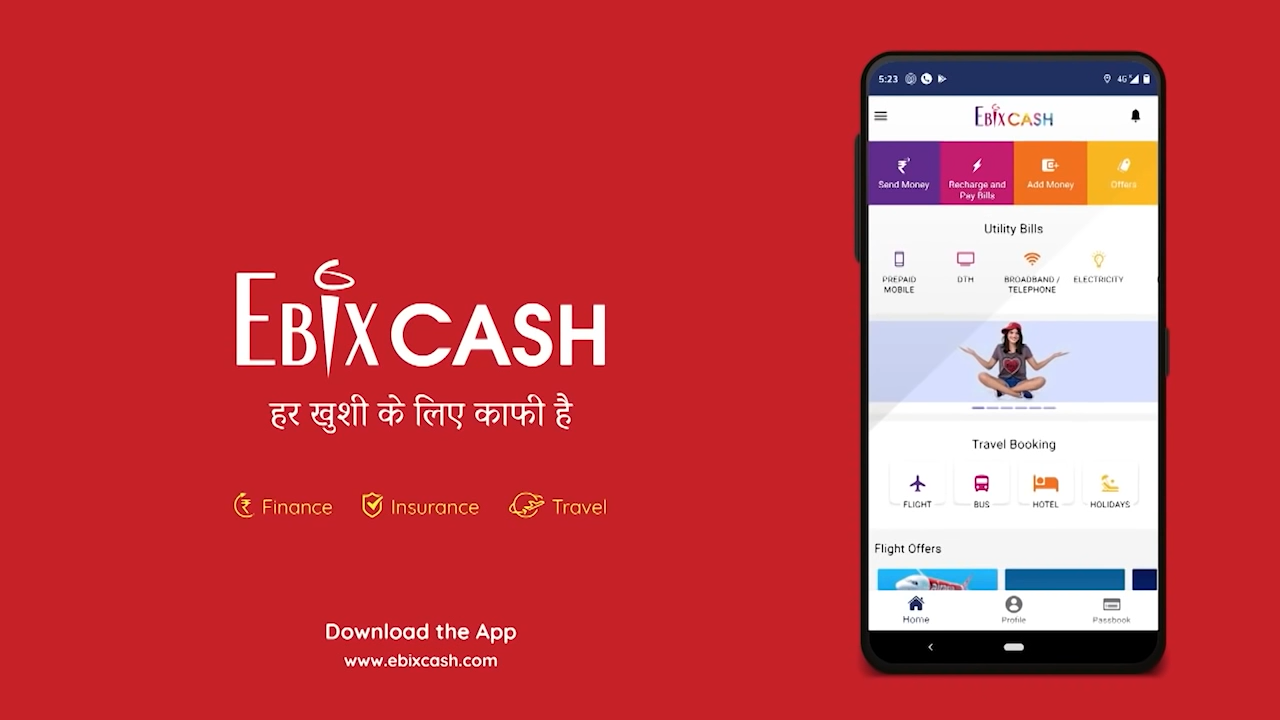 EBIXCASH
हर खुशी के लिए काफी है
Finance
Insurance
Travel
Download the App
www.ebixcash.com
5:23
4G
EBIXCASH
Send Money
Recharge and
Pay Bills
Add Money
Offers
Utility Bills
PREPAID
MOBILE
DTH
BROADBAND /
TELEPHONE
ELECTRICITY
Travel Booking
FLIGHT
BUS
HOTEL
HOLIDAYS
Flight Offers
Home
Profile
Passbook